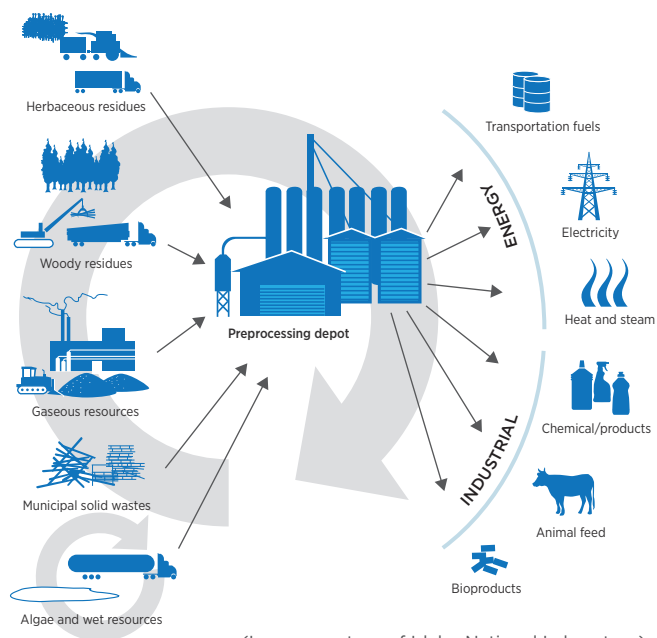 Herbaceous residues
Woody residues
Gaseous resources
Municipal solid wastes
Algae and wet resources
Preprocessing depot
ENERGY
Transportation fuels
Electricity
Heat and steam
INDUSTRIAL
Chemical/products
Animal feed
Bioproducts